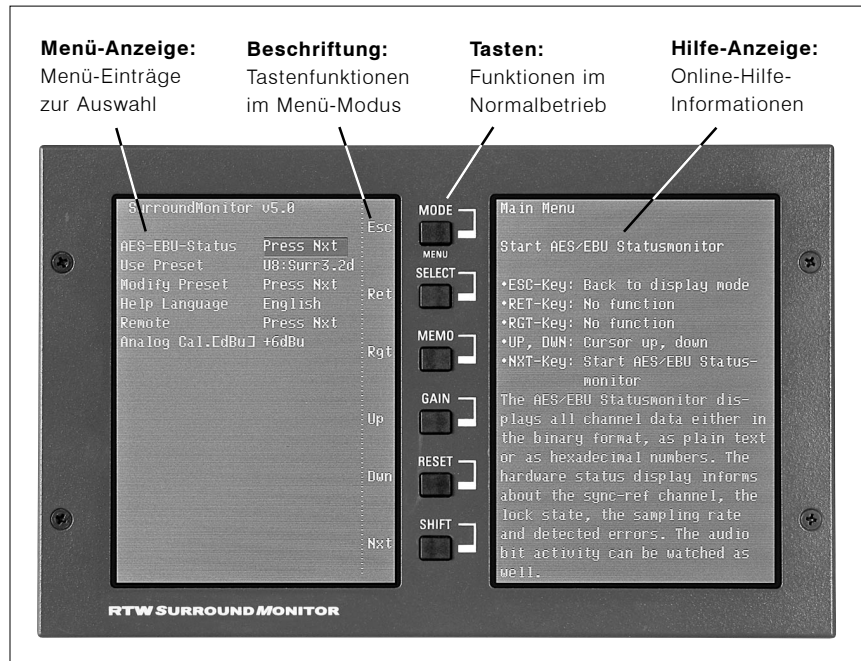 Menü-Anzeige:
Menü-Einträge
zur Auswahl
Beschriftung:
Tastenfunktionen
im Menü-Modus
Tasten:
Funktionen im
Normalbetrieb
Hilfe-Anzeige:
Online-Hilfe-
Informationen
SurroundMonitor v5.0
AES-EBU-Status Press Nxt
Use Preset U8:Surr3.2d
Modify Preset Press Nxt
Help Language English
Remote Press Nxt
Analog Cal.[dBu] +6dBu
Esc
Ret
Rgt
Up
Dwn
Nxt
MODE
MENU
SELECT
MEMO
GAIN
RESET
SHIFT
Main Menu
Start AES/EBU Statusmonitor
•ESC-Key: Back to display mode
•RET-Key: No function
•RGT-Key: No function
•UP, DWN: Cursor up, down
•NXT-Key: Start AES/EBU Status-
monitor
The AES/EBU Statusmonitor dis-
plays all channel data either in
the binary format, as plain text
or as hexadecimal numbers. The
hardware status display informs
about the sync-ref channel, the
lock state, the sampling rate
and detected errors. The audio
bit activity can be watched as
well.
RTW SURROUND MONITOR